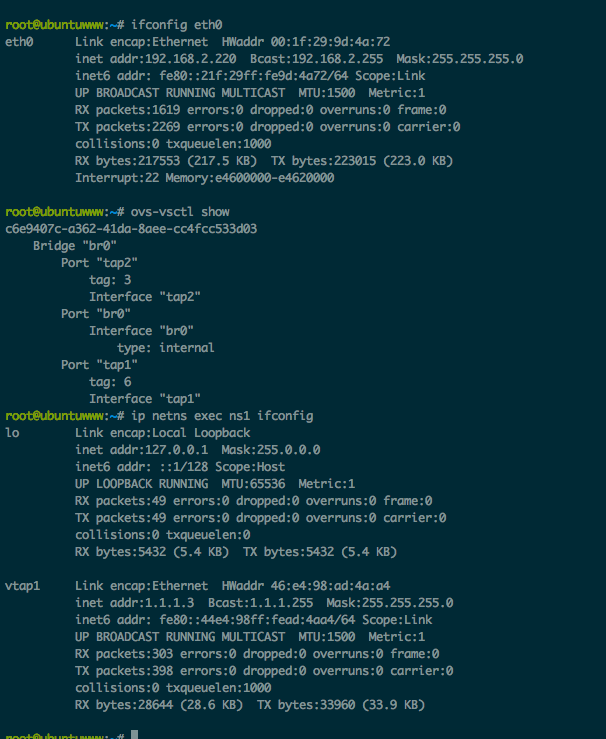 root@ubuntuwww:~# ifconfig eth0
eth0      Link encap:Ethernet  HWaddr 00:1f:29:9d:4a:72
          inet addr:192.168.2.220  Bcast:192.168.2.255  Mask:255.255.255.0
          inet6 addr: fe80::21f:29ff:fe9d:4a72/64 Scope:Link
          UP BROADCAST RUNNING MULTICAST  MTU:1500  Metric:1
          RX packets:1619 errors:0 dropped:0 overruns:0 frame:0
          TX packets:2269 errors:0 dropped:0 overruns:0 carrier:0
          collisions:0 txqueuelen:1000
          RX bytes:217553 (217.5 KB)  TX bytes:223015 (223.0 KB)
          Interrupt:22 Memory:e4600000-e4620000
root@ubuntuwww:~# ovs-vsctl show
c6e9407c-a362-41da-8aee-cc4fcc533d03
    Bridge "br0"
        Port "tap2"
            tag: 3
            Interface "tap2"
        Port "br0"
            Interface "br0"
                type: internal
        Port "tap1"
            tag: 6
            Interface "tap1"
root@ubuntuwww:~# ip netns exec ns1 ifconfig
lo        Link encap:Local Loopback
          inet addr:127.0.0.1  Mask:255.0.0.0
          inet6 addr: ::1/128 Scope:Host
          UP LOOPBACK RUNNING  MTU:65536  Metric:1
          RX packets:49 errors:0 dropped:0 overruns:0 frame:0
          TX packets:49 errors:0 dropped:0 overruns:0 carrier:0
          collisions:0 txqueuelen:0
          RX bytes:5432 (5.4 KB)  TX bytes:5432 (5.4 KB)
vtap1     Link encap:Ethernet  HWaddr 46:e4:98:ad:4a:a4
          inet addr:1.1.1.3  Bcast:1.1.1.255  Mask:255.255.255.0
          inet6 addr: fe80::44e4:98ff:fead:4aa4/64 Scope:Link
          UP BROADCAST RUNNING MULTICAST  MTU:1500  Metric:1
          RX packets:303 errors:0 dropped:0 overruns:0 frame:0
          TX packets:398 errors:0 dropped:0 overruns:0 carrier:0
          collisions:0 txqueuelen:1000
          RX bytes:28644 (28.6 KB)  TX bytes:33960 (33.9 KB)
root@ubuntuwww:~#